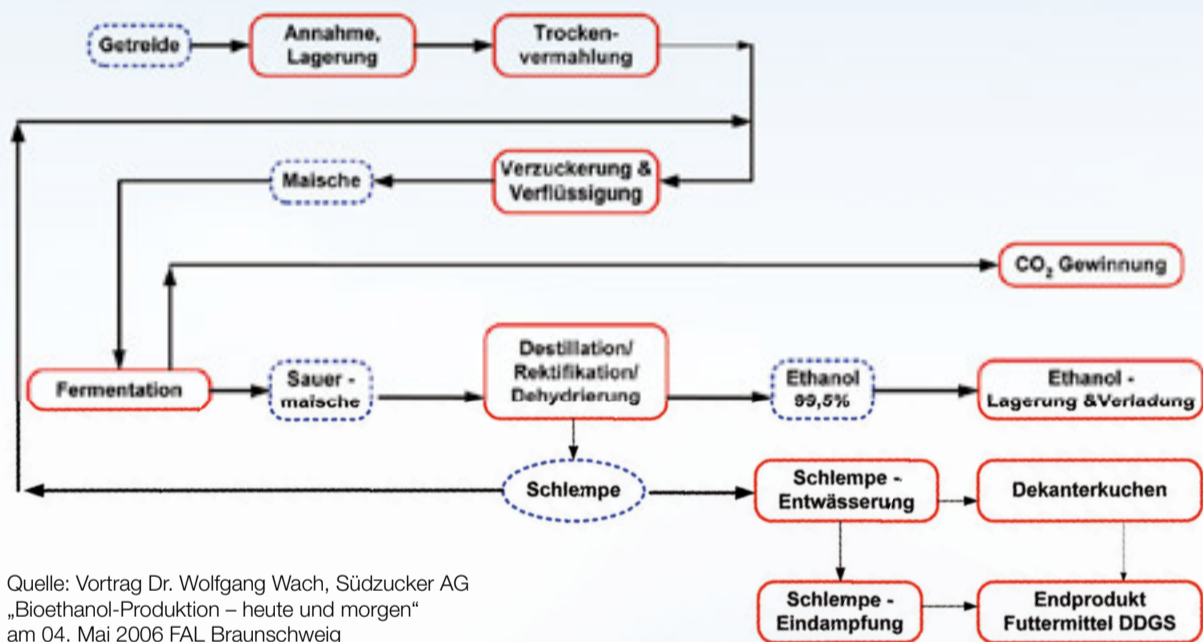 Getreide
Annahme,
Lagerung
Trocken-
vermahlung
Maische
Verzuckerung &
Verflüssigung
CO₂ Gewinnung
Fermentation
Sauer -
maische
Destillation/
Rektifikation/
Dehydrierung
Ethanol
99,5%
Ethanol -
Lagerung &Verladung
Schlempe
Schlempe -
Entwässerung
Dekanterkuchen
Schlempe -
Eindampfung
Endprodukt
Futtermittel DDGS
Quelle: Vortrag Dr. Wolfgang Wach, Südzucker AG
„Bioethanol-Produktion – heute und morgen“
am 04. Mai 2006 FAL Braunschweig